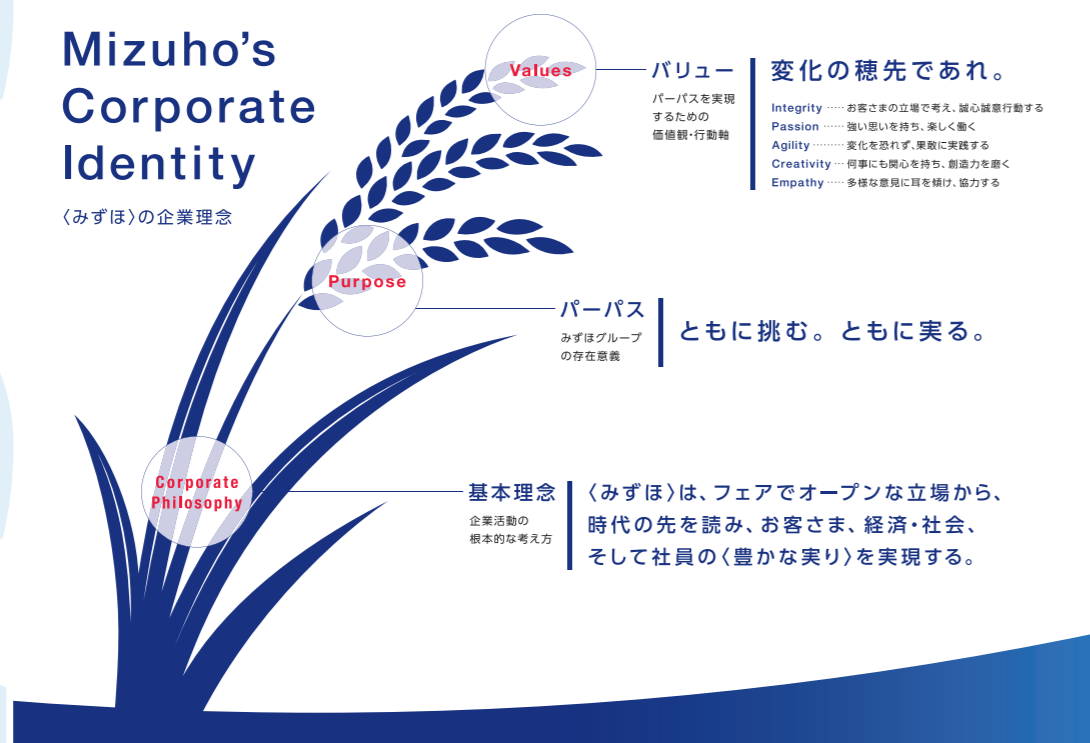 Mizuho's
Corporate
Identity
〈みずほ〉の企業理念
Values
バリュー
パーパスを実現
するための
価値観・行動軸
変化の穂先であれ。
Integrity ····· お客さまの立場で考え、誠心誠意行動する
Passion ······ 強い思いを持ち、楽しく働く
Agility ········ 変化を恐れず、果敢に実践する
Creativity ··· 何事にも関心を持ち、創造力を磨く
Empathy ····· 多様な意見に耳を傾け、協力する
Purpose
パーパス
みずほグループ
の存在意義
ともに挑む。ともに実る。
Corporate
Philosophy
基本理念
企業活動の
根本的な考え方
〈みずほ〉は、フェアでオープンな立場から、
時代の先を読み、お客さま、経済・社会、
そして社員の〈豊かな実り〉を実現する。